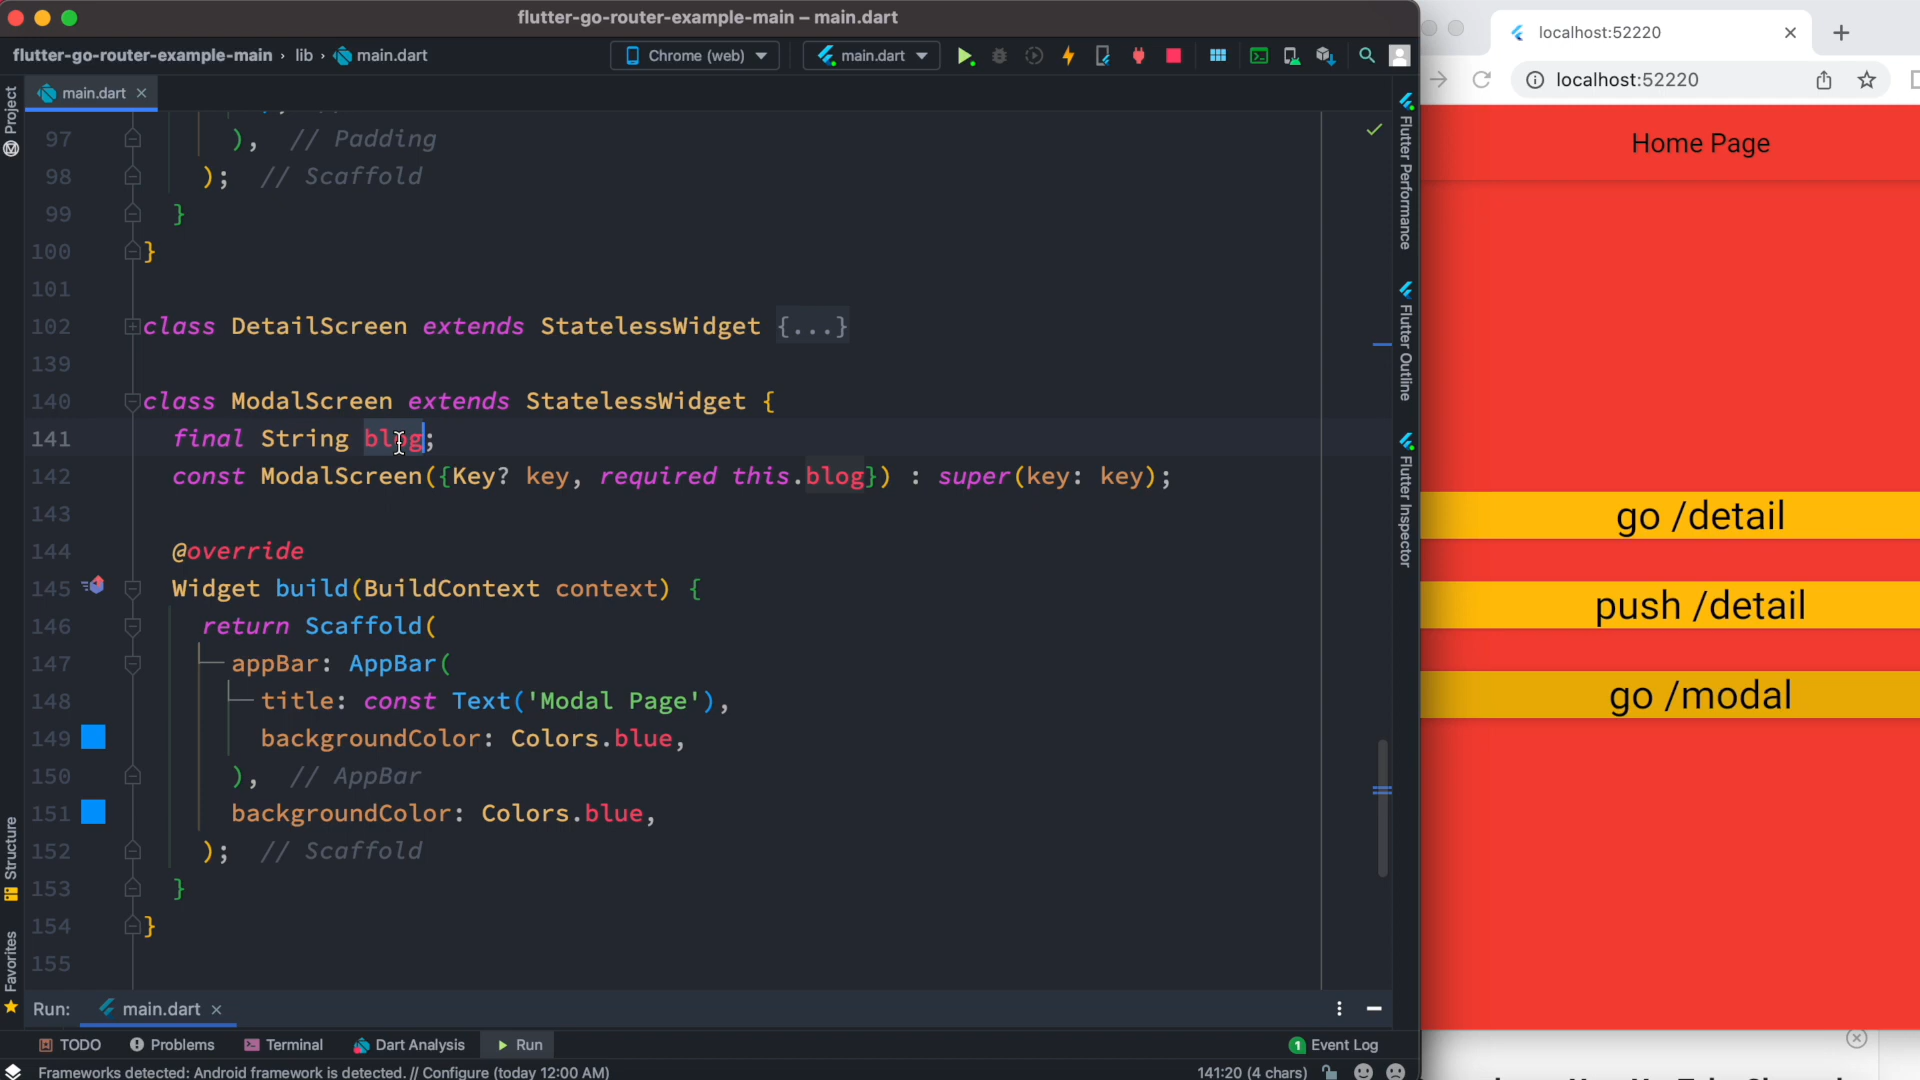 flutter-go-router-example-main – main.dart
flutter-go-router-example-main › lib › main.dart
Chrome (web)
main.dart
main.dart
Project
Structure
Favorites
97 ), // Padding
98 ); // Scaffold
99 }
100 }
101
102 class DetailScreen extends StatelessWidget {...}
139
140 class ModalScreen extends StatelessWidget {
141 final String blog;
142 const ModalScreen({Key? key, required this.blog}) : super(key: key);
143
144 @override
145 Widget build(BuildContext context) {
146 return Scaffold(
147 appBar: AppBar(
148 title: const Text('Modal Page'),
149 backgroundColor: Colors.blue,
150 ), // AppBar
151 backgroundColor: Colors.blue,
152 ); // Scaffold
153 }
154 }
155
Flutter Performance
Flutter Outline
Flutter Inspector
Run: main.dart
TODO
Problems
Terminal
Dart Analysis
Run
1 Event Log
Frameworks detected: Android framework is detected. // Configure (today 12:00 AM)
141:20 (4 chars)
localhost:52220
localhost:52220
Home Page
go /detail
push /detail
go /modal